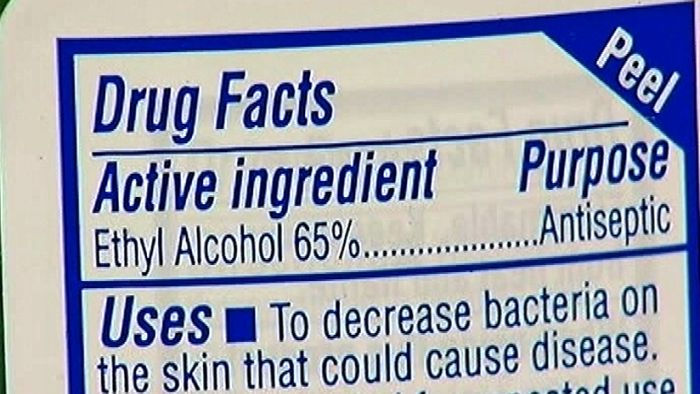 Peel
Drug Facts
Active ingredient Purpose
Ethyl Alcohol 65%.....................Antiseptic
Uses ■ To decrease bacteria on
the skin that could cause disease.
use